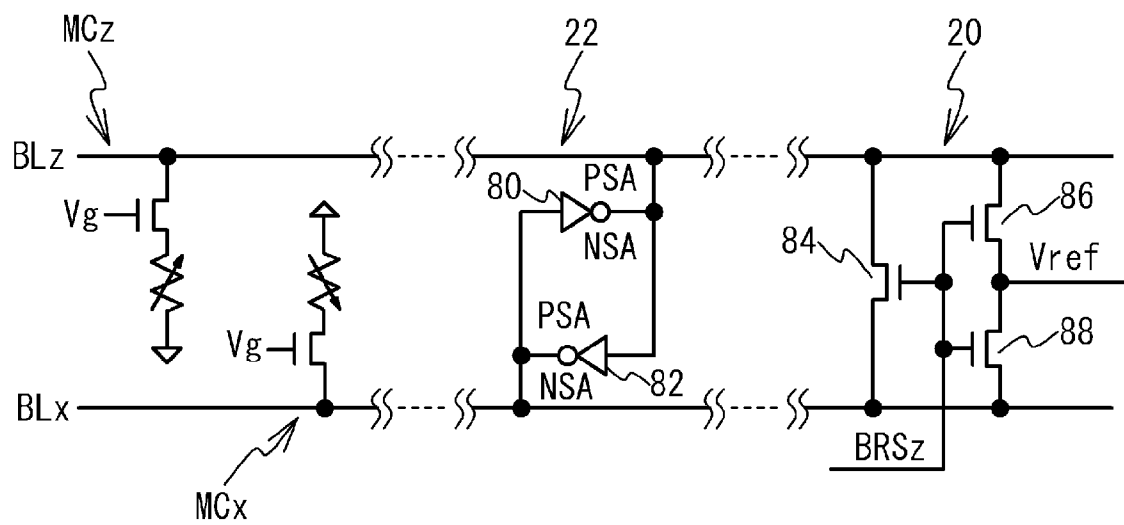 MCz
22
20
BLz
80
PSA
86
Vg
NSA
84
Vref
PSA
88
Vg
NSA
82
BLx
BRSz
MCx